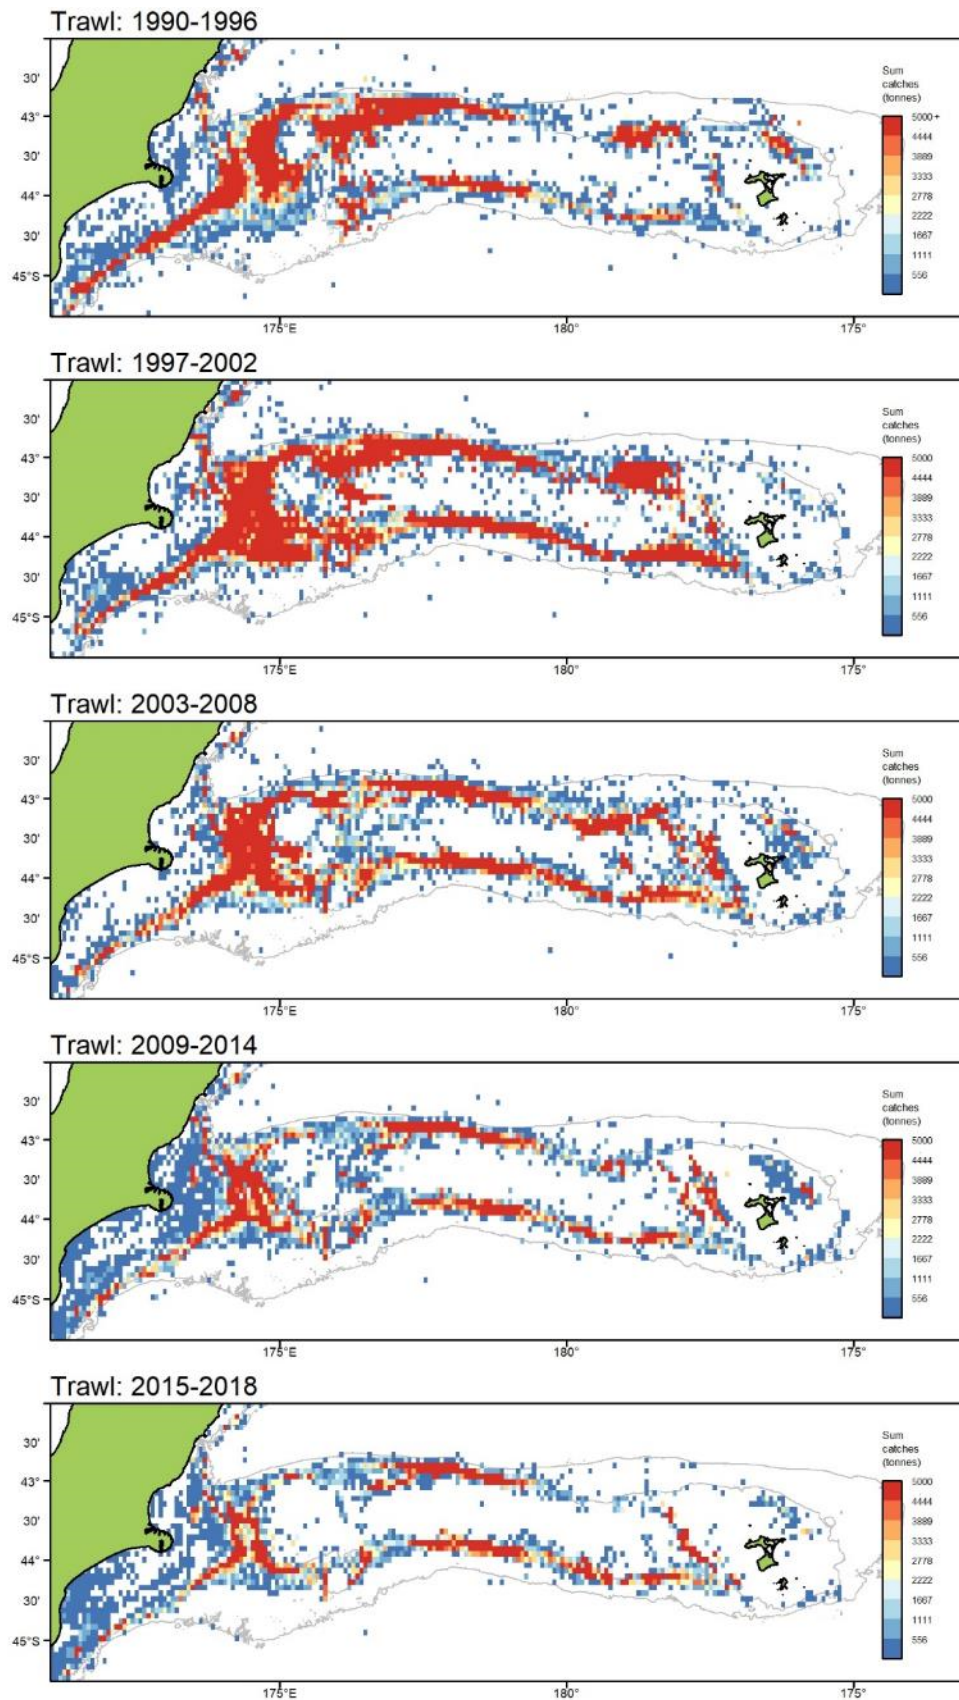 Trawl: 1990-1996
Sum
catches
(tonnes)
30'
43°
30'
44°
30'
45°S
5000 +
4444
3889
3333
2778
2222
1667
1111
556
175°E
180°
175°
Trawl: 1997-2002
Sum
catches
(tonnes)
30'
43°
30'
44°
30'
45°S
5000
4444
3889
3333
2778
2222
1667
1111
556
175°E
180°
175°
Trawl: 2003-2008
Sum
catches
(tonnes)
30'
43°
30'
44°
30'
45°S
5000
4444
3889
3333
2778
2222
1667
1111
556
175°E
180°
175°
Trawl: 2009-2014
Sum
catches
(tonnes)
30'
43°
30'
44°
30'
45°S
5000
4444
3889
3333
2778
2222
1667
1111
556
175°E
180°
175°
Trawl: 2015-2018
Sum
catches
(tonnes)
30'
43°
30'
44°
30'
45°S
5000
4444
3889
3333
2778
2222
1667
1111
556
175°E
180°
175°